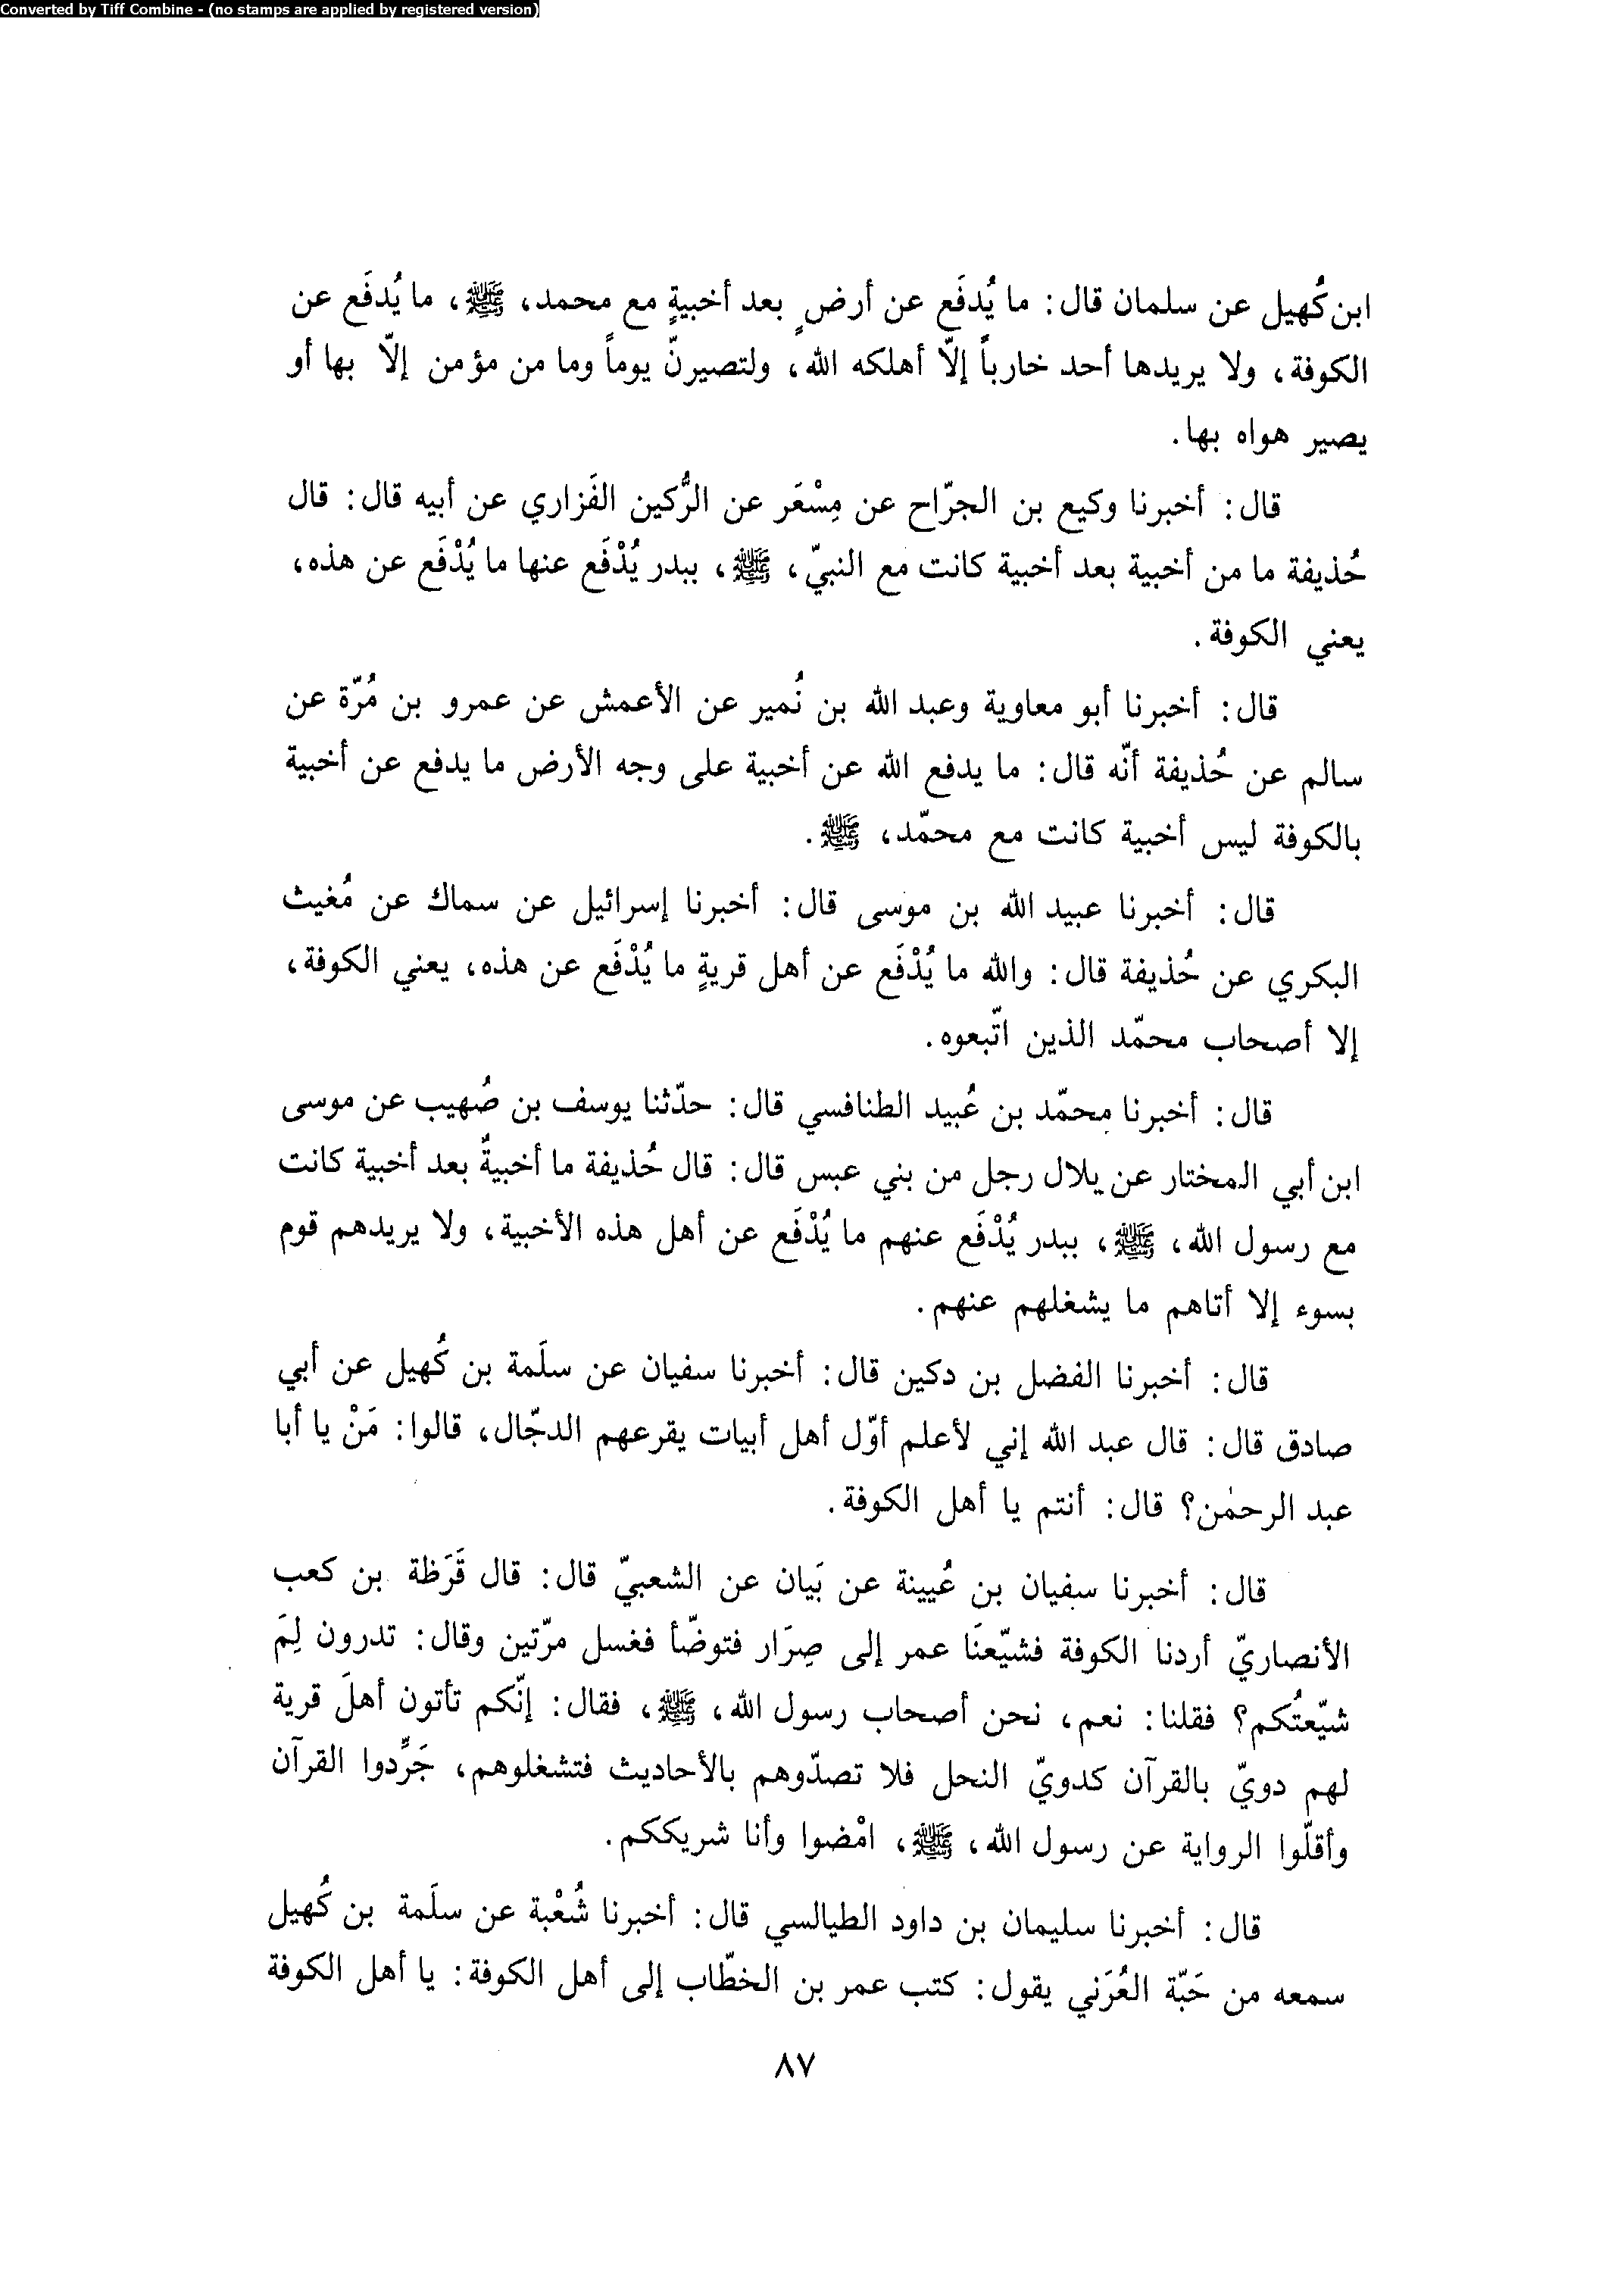 Converted by Tiff Combine - (no stamps are applied by registered version)
ابن كُهيل عن سلمان قال: ما يُدفَع عن أرضٍ بعد أخبيةٍ مع محمد، ﷺ، ما يُدفَع عن
الكوفة، ولا يريدها أحد خارباً إلّا أهلكه الله، ولتصيرنّ يوماً وما من مؤمن إلّا بها أو
يصير هواه بها.
قال: أخبرنا وكيع بن الجرّاح عن مِسْعَر عن الرُّكين الفَزاري عن أبيه قال: قال
حُذيفة ما من أخبية بعد أخبية كانت مع النبيّ، ﷺ، ببدر يُدْفَع عنها ما يُدْفَع عن هذه،
يعني الكوفة.
قال: أخبرنا أبو معاوية وعبد الله بن نُمير عن الأعمش عن عمرو بن مُرّة عن
سالم عن حُذيفة أنّه قال: ما يدفع الله عن أخبية على وجه الأرض ما يدفع عن أخبية
بالكوفة ليس أخبية كانت مع محمّد، ﷺ.
قال: أخبرنا عبيد الله بن موسى قال: أخبرنا إسرائيل عن سماك عن مُغيث
البكري عن حُذيفة قال: والله ما يُدْفَع عن أهل قريةٍ ما يُدْفَع عن هذه، يعني الكوفة،
إلا أصحاب محمّد الذين اتّبعوه.
قال: أخبرنا محمّد بن عُبيد الطنافسي قال: حدّثنا يوسف بن صُهيب عن موسى
ابن أبي المختار عن بلال رجل من بني عبس قال: قال حُذيفة ما أخبيةٌ بعد أخبية كانت
مع رسول الله، ﷺ، ببدر يُدْفَع عنهم ما يُدْفَع عن أهل هذه الأخبية، ولا يريدهم قوم
بسوء إلا أتاهم ما يشغلهم عنهم.
قال: أخبرنا الفضل بن دكين قال: أخبرنا سفيان عن سلَمة بن كُهيل عن أبي
صادق قال: قال عبد الله إني لأعلم أوّل أهل أبيات يقرعهم الدجّال، قالوا: مَنْ يا أبا
عبد الرحمٰن؟ قال: أنتم يا أهل الكوفة.
قال: أخبرنا سفيان بن عُيينة عن بَيان عن الشعبيّ قال: قال قَرَظة بن كعب
الأنصاريّ أردنا الكوفة فشيّعنَا عمر إلى صِرَار فتوضّأ فغسل مرّتين وقال: تدرون لِمَ
شيّعتُكم؟ فقلنا: نعم، نحن أصحاب رسول الله، ﷺ، فقال: إنّكم تأتون أهلَ قرية
لهم دويّ بالقرآن كدويّ النحل فلا تصدّوهم بالأحاديث فتشغلوهم، جَرِّدوا القرآن
وأقلّوا الرواية عن رسول الله، ﷺ، امْضوا وأنا شريككم.
قال: أخبرنا سليمان بن داود الطيالسي قال: أخبرنا شُعْبة عن سلَمة بن كُهيل
سمعه من حَبّة العُرَني يقول: كتب عمر بن الخطّاب إلى أهل الكوفة: يا أهل الكوفة
٨٧